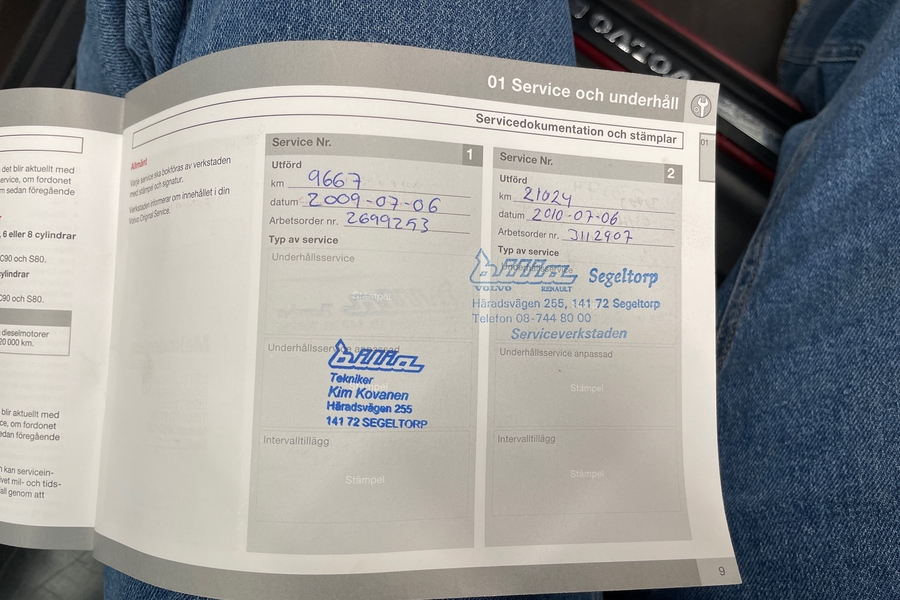 det blir aktuellt med
ervice, om fordonet
m sedan föregående
6 eller 8 cylindrar
C90 och S80.
cylindrar
C90 och S80.
dieselmotorer
20 000 km.
blir aktuellt med
ce, om fordonet
edan föregående
n kan servicein-
vet mil- och tids-
all genom att
Allmänt
Varje service ska bokföras av verkstaden
med stämpel och signatur.
Verkstaden informerar om innehållet i din
Volvo Original Service.
VOLVO
01 Service och underhåll
Servicedokumentation och stämplar
01
Service Nr.
1
Utförd
km 9667
datum 2009-07-06
Arbetsorder nr. 2699253
Typ av service
Underhållsservice
Stämpel
Underhållsservice anpassad
Bilia
Tekniker
Kim Kovanen
Häradsvägen 255
141 72 SEGELTORP
Intervalltillägg
Stämpel
Service Nr.
2
Utförd
km 21024
datum 2010-07-06
Arbetsorder nr. 3112907
Typ av service
Underhållsservice
Bilia Segeltorp
VOLVO RENAULT
Häradsvägen 255, 141 72 Segeltorp
Telefon 08-744 80 00
Serviceverkstaden
Underhållsservice anpassad
Stämpel
Intervalltillägg
Stämpel
9